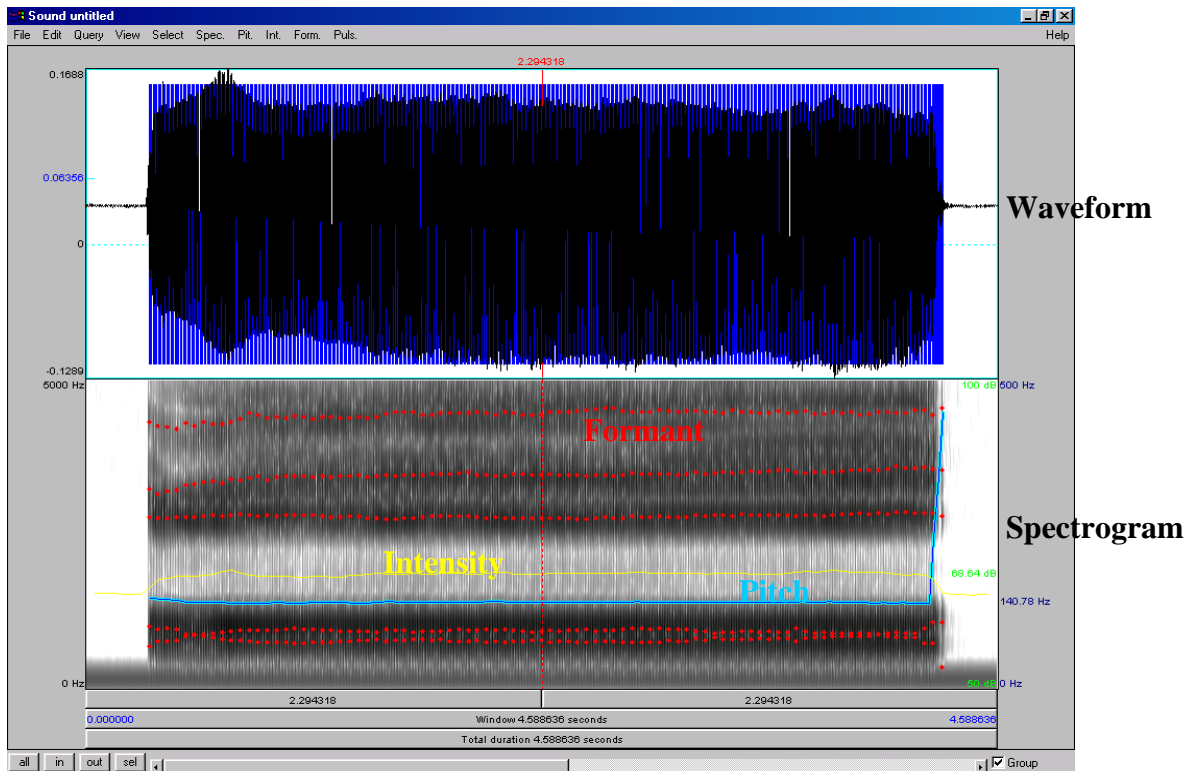 Sound untitled
File Edit Query View Select Spec. Pit. Int. Form. Puls. Help
2.294318
0.1688
0.06356
Waveform
0
-0.1289
5000 Hz 100 dB 500 Hz
Formant
Spectrogram
Intensity
68.64 dB
Pitch
140.78 Hz
0 Hz 50 dB 0 Hz
2.294318 2.294318
0.000000 Window 4.588636 seconds 4.588636
Total duration 4.588636 seconds
all in out sel Group